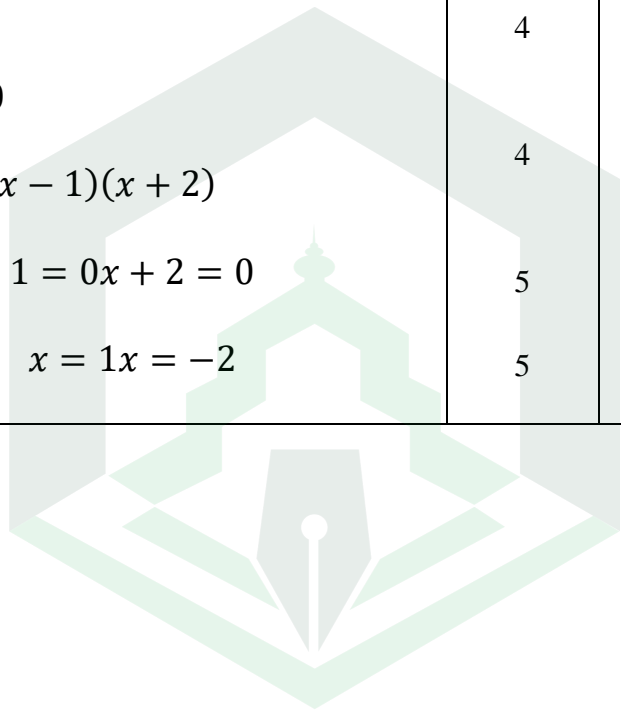 4
)
x − 1)(x + 2)
4
1 = 0x + 2 = 0
5
x = 1x = −2
5